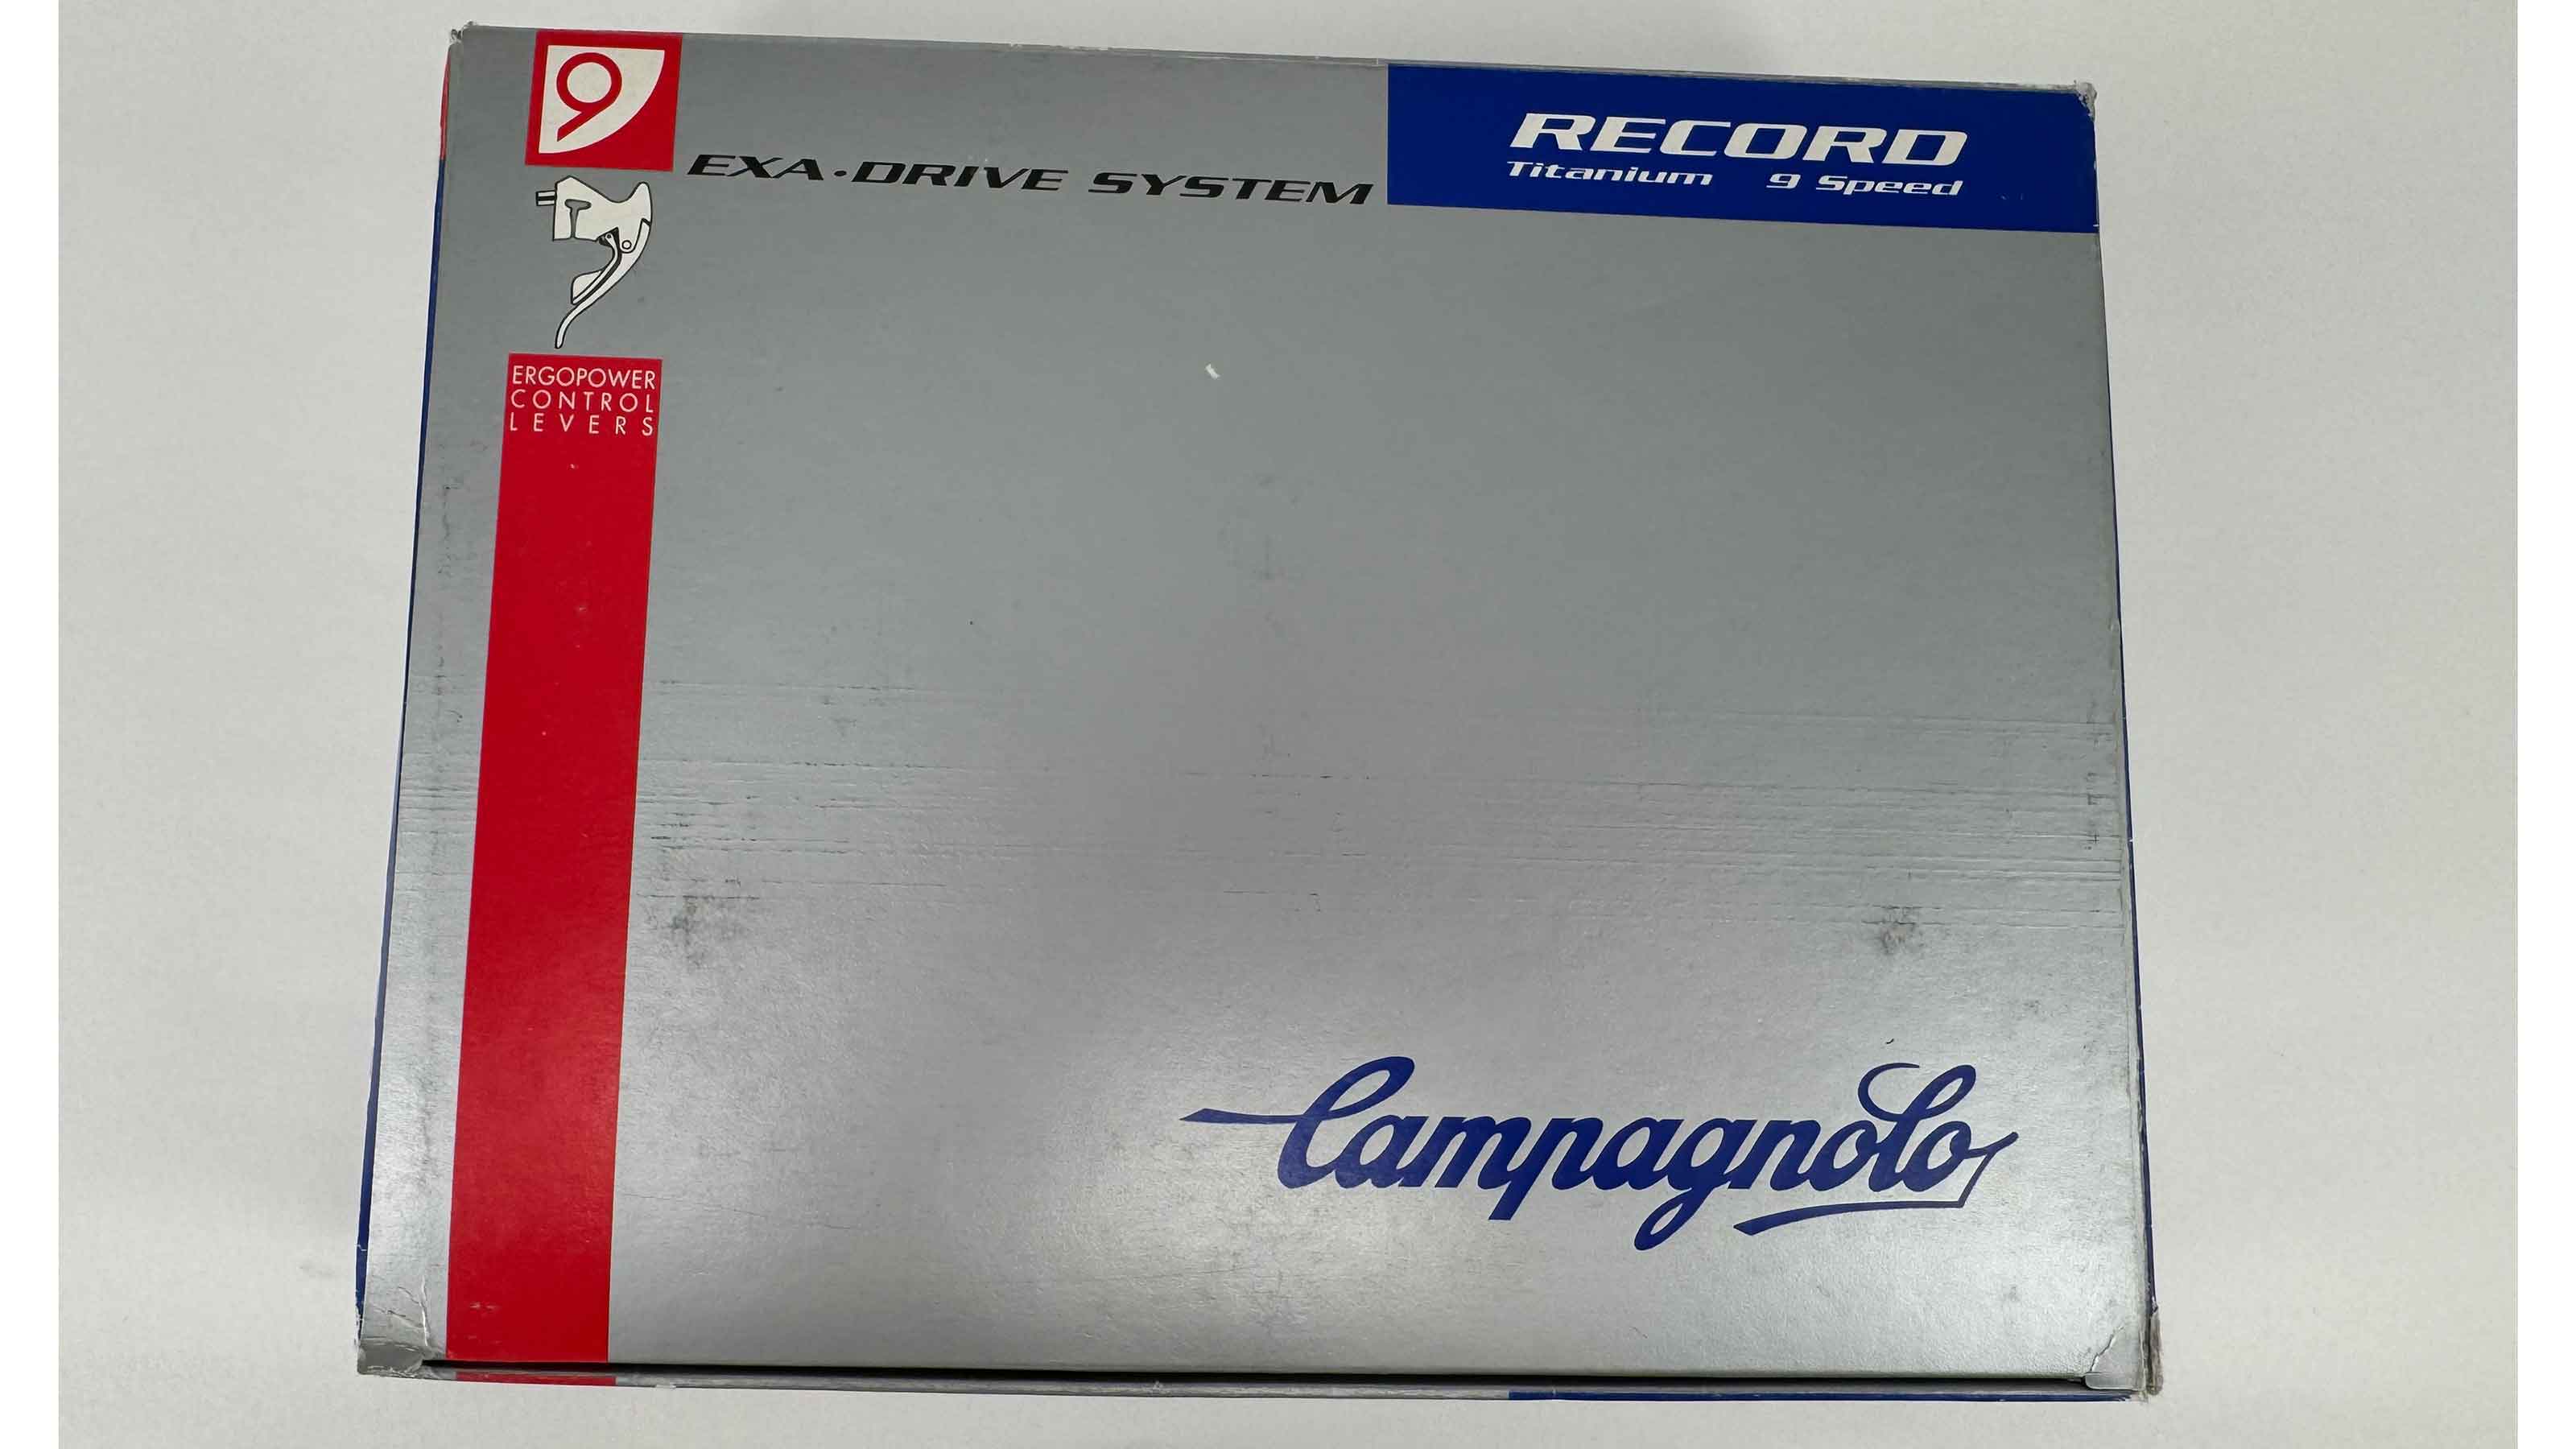 9
EXA·DRIVE SYSTEM
RECORD
Titanium 9 Speed
ERGOPOWER
CONTROL
LEVERS
Campagnolo